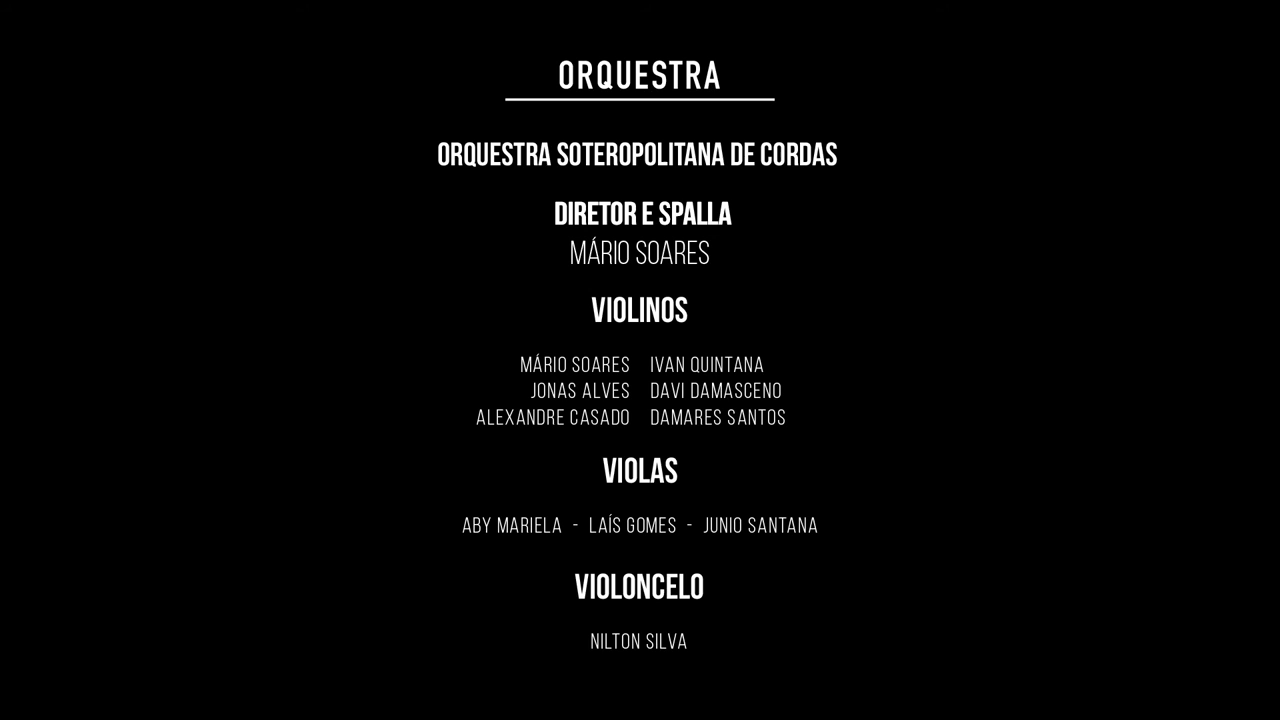 ORQUESTRA
ORQUESTRA SOTEROPOLITANA DE CORDAS
DIRETOR E SPALLA
MÁRIO SOARES
VIOLINOS
MÁRIO SOARES IVAN QUINTANA
JONAS ALVES DAVI DAMASCENO
ALEXANDRE CASADO DAMARES SANTOS
VIOLAS
ABY MARIELA - LAÍS GOMES - JUNIO SANTANA
VIOLONCELO
NILTON SILVA